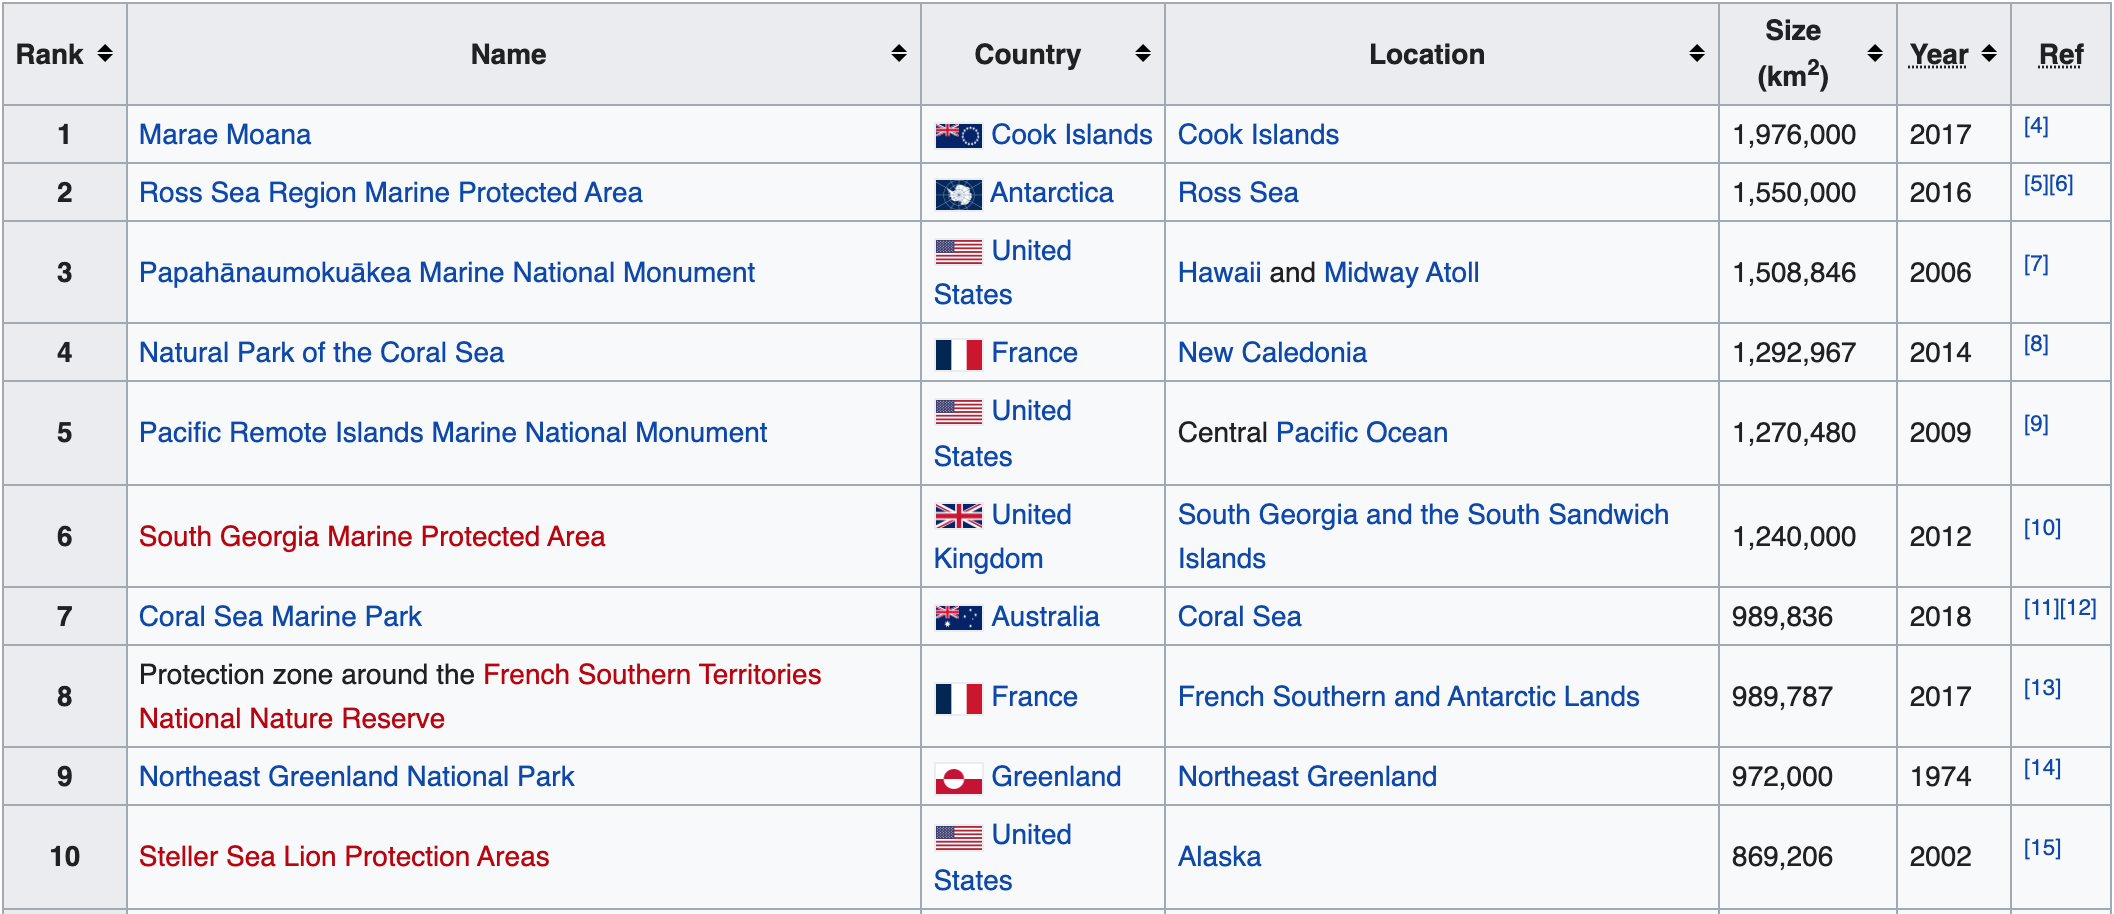 Rank Name Country Location Size (km²) Year Ref
1 Marae Moana Cook Islands Cook Islands 1,976,000 2017 [4]
2 Ross Sea Region Marine Protected Area Antarctica Ross Sea 1,550,000 2016 [5][6]
3 Papahānaumokuākea Marine National Monument United States Hawaii and Midway Atoll 1,508,846 2006 [7]
4 Natural Park of the Coral Sea France New Caledonia 1,292,967 2014 [8]
5 Pacific Remote Islands Marine National Monument United States Central Pacific Ocean 1,270,480 2009 [9]
6 South Georgia Marine Protected Area United Kingdom South Georgia and the South Sandwich Islands 1,240,000 2012 [10]
7 Coral Sea Marine Park Australia Coral Sea 989,836 2018 [11][12]
8 Protection zone around the French Southern Territories National Nature Reserve France French Southern and Antarctic Lands 989,787 2017 [13]
9 Northeast Greenland National Park Greenland Northeast Greenland 972,000 1974 [14]
10 Steller Sea Lion Protection Areas United States Alaska 869,206 2002 [15]